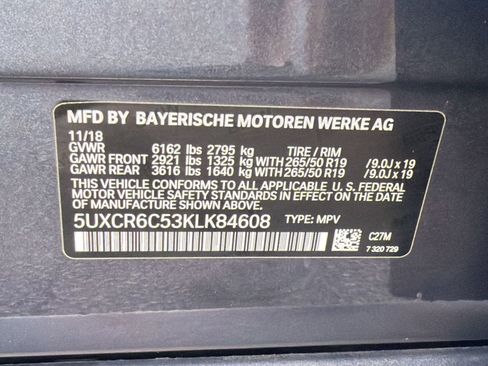 MFD BY BAYERISCHE MOTOREN WERKE AG
11/18
GVWR 6162 lbs 2795 kg TIRE / RIM
GAWR FRONT 2921 lbs 1325 kg WITH 265/50 R19 /9.0J x 19
GAWR REAR 3616 lbs 1640 kg WITH 265/50 R19 /9.0J x 19
THIS VEHICLE CONFORMS TO ALL APPLICABLE U. S. FEDERAL
MOTOR VEHICLE SAFETY STANDARDS IN EFFECT ON THE DATE
OF MANUFACTURE SHOWN ABOVE.
5UXCR6C53KLK84608 TYPE: MPV
C27M
7 320 729